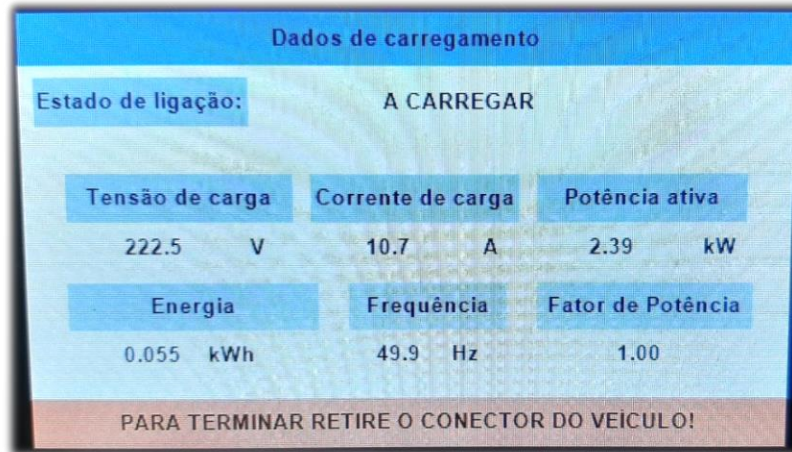 Dados de carregamento
Estado de ligação: A CARREGAR
Tensão de carga Corrente de carga Potência ativa
222.5 V 10.7 A 2.39 kW
Energia Frequência Fator de Potência
0.055 kWh 49.9 Hz 1.00
PARA TERMINAR RETIRE O CONECTOR DO VEÍCULO!